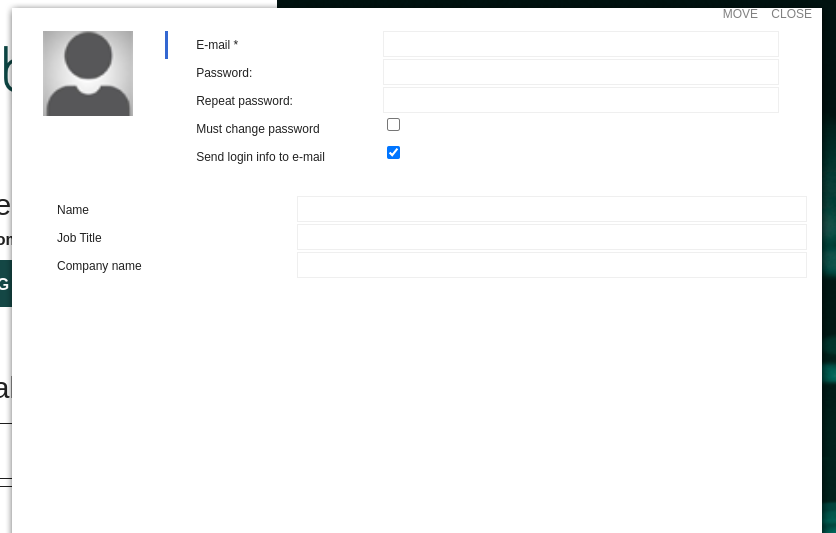 MOVE CLOSE
E-mail *
Password:
Repeat password:
Must change password
Send login info to e-mail
Name
Job Title
Company name
G